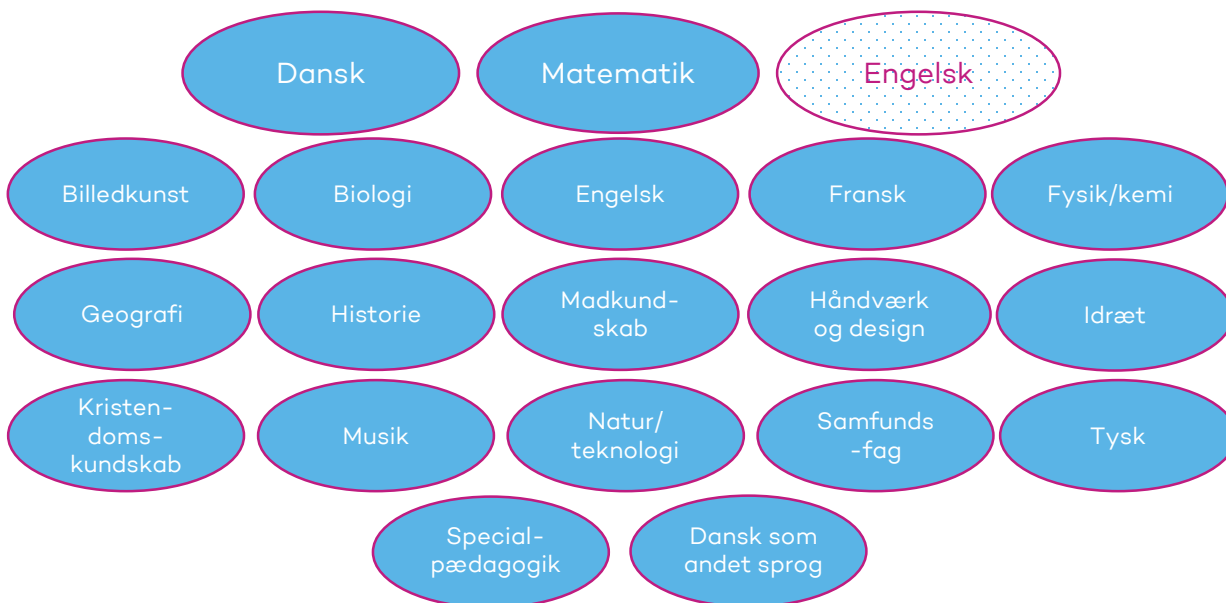 Dansk
Matematik
Engelsk
Billedkunst
Biologi
Engelsk
Fransk
Fysik/kemi
Geografi
Historie
Madkund-
skab
Håndværk
og design
Idræt
Kristen-
doms-
kundskab
Musik
Natur/
teknologi
Samfunds
-fag
Tysk
Special-
pædagogik
Dansk som
andet sprog